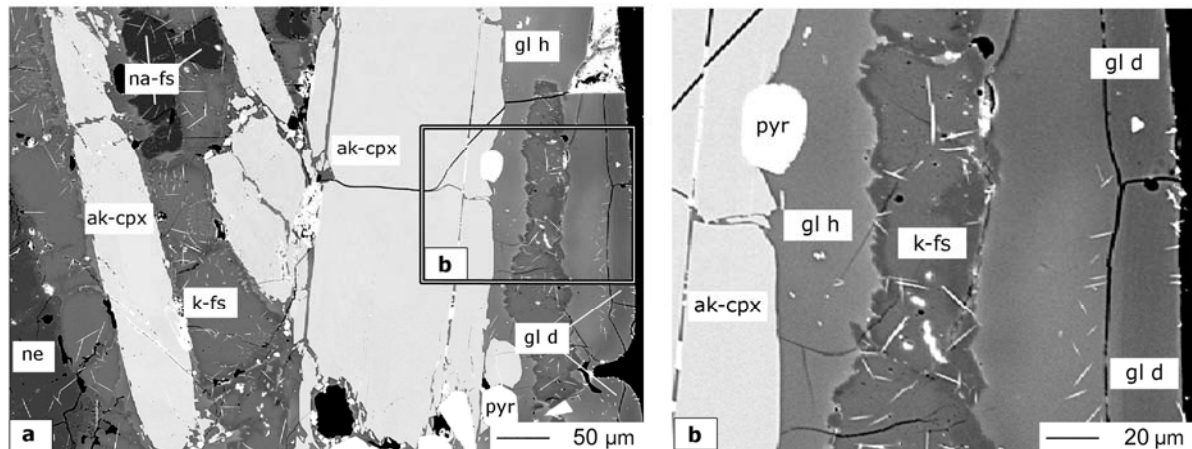 na-fs
gl h
ak-cpx
ak-cpx
b
k-fs
ne
gl d
pyr
a
50 µm
gl d
pyr
gl h
k-fs
ak-cpx
gl d
b
20 µm